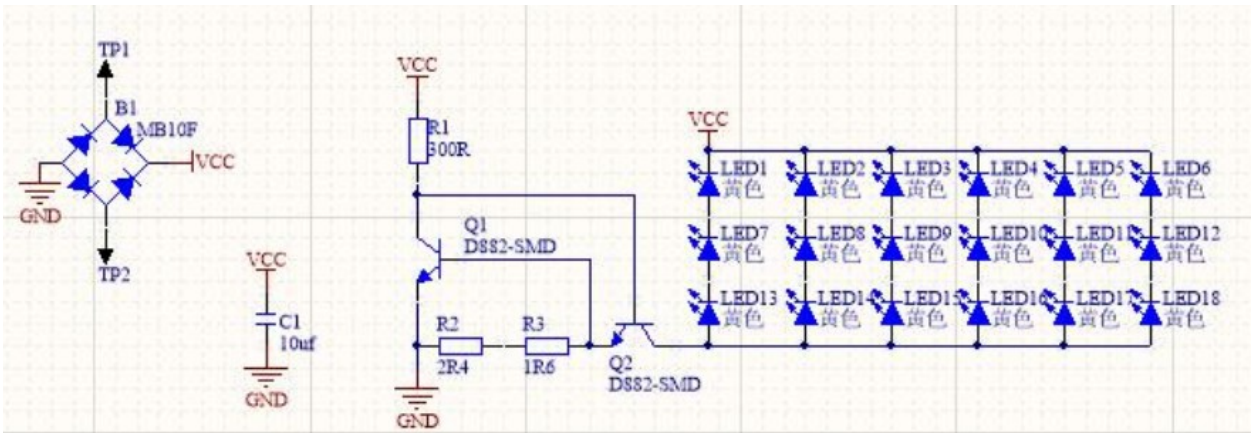 TP1
B1
MB10F
VCC
GND
TP2
VCC
C1
10uf
GND
VCC
R1
300R
Q1
D882-SMD
R2
R3
2R4
1R6
Q2
D882-SMD
GND
VCC
LED1
LED2
LED3
LED4
LED5
LED6
黄色
黄色
黄色
黄色
黄色
黄色
LED7
LED8
LED9
LED10
LED11
LED12
黄色
黄色
黄色
黄色
黄色
黄色
LED13
LED14
LED15
LED16
LED17
LED18
黄色
黄色
黄色
黄色
黄色
黄色